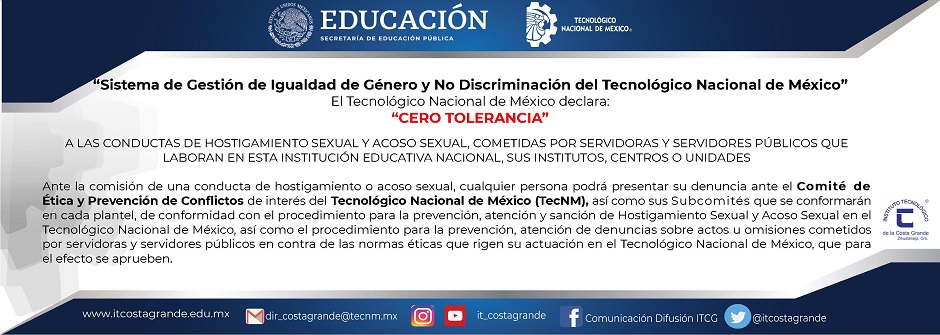 EDUCACIÓN
SECRETARÍA DE EDUCACIÓN PÚBLICA
TECNOLÓGICO
NACIONAL DE MÉXICO®
“Sistema de Gestión de Igualdad de Género y No Discriminación del Tecnológico Nacional de México”
El Tecnológico Nacional de México declara:
“CERO TOLERANCIA”
A LAS CONDUCTAS DE HOSTIGAMIENTO SEXUAL Y ACOSO SEXUAL, COMETIDAS POR SERVIDORAS Y SERVIDORES PÚBLICOS QUE
LABORAN EN ESTA INSTITUCIÓN EDUCATIVA NACIONAL, SUS INSTITUTOS, CENTROS O UNIDADES
Ante la comisión de una conducta de hostigamiento o acoso sexual, cualquier persona podrá presentar su denuncia ante el Comité de
Ética y Prevención de Conflictos de interés del Tecnológico Nacional de México (TecNM), así como sus Subcomités que se conformarán
en cada plantel, de conformidad con el procedimiento para la prevención, atención y sanción de Hostigamiento Sexual y Acoso Sexual en el
Tecnológico Nacional de México, así como el procedimiento para la prevención, atención de denuncias sobre actos u omisiones cometidos
por servidoras y servidores públicos en contra de las normas éticas que rigen su actuación en el Tecnológico Nacional de México, que para
el efecto se aprueben.
INSTITUTO TECNOLÓGICO
de la Costa Grande
Zihuatanejo, Gro.
www.itcostagrande.edu.mx
dir_costagrande@tecnm.mx
it_costagrande
Comunicación Difusión ITCG
@itcostagrande